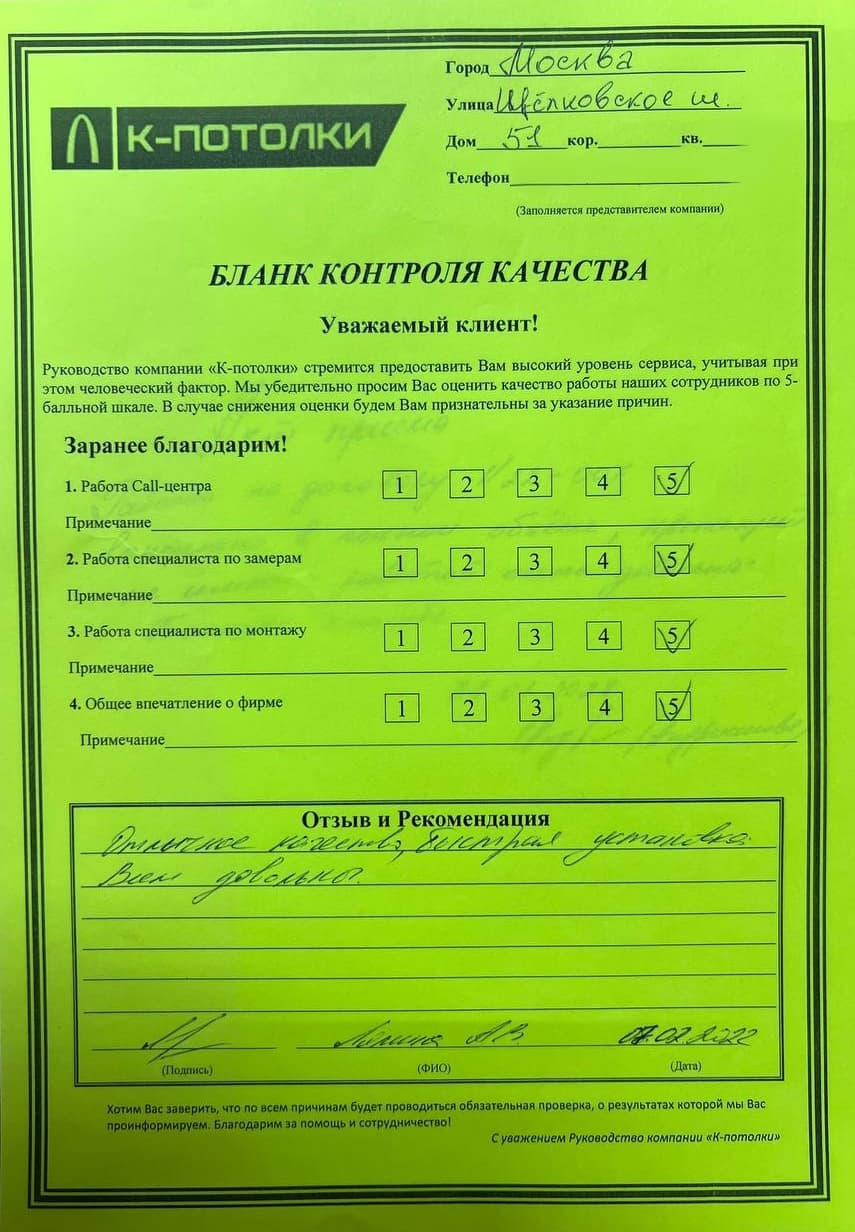 Город Москва
Улица Щёлковское ш.
К-ПОТОЛКИ
Дом 51 кор. кв.
Телефон
(Заполняется представителем компании)
БЛАНК КОНТРОЛЯ КАЧЕСТВА
Уважаемый клиент!
Руководство компании «К-потолки» стремится предоставить Вам высокий уровень сервиса, учитывая при
этом человеческий фактор. Мы убедительно просим Вас оценить качество работы наших сотрудников по 5-
балльной шкале. В случае снижения оценки будем Вам признательны за указание причин.
Заранее благодарим!
1. Работа Call-центра 1 2 3 4 5
Примечание
2. Работа специалиста по замерам 1 2 3 4 5
Примечание
3. Работа специалиста по монтажу 1 2 3 4 5
Примечание
4. Общее впечатление о фирме 1 2 3 4 5
Примечание
Отзыв и Рекомендация
Отличное качество, быстрая установка.
Всем довольны.
А.В. 07.02.2022
(Подпись) (ФИО) (Дата)
Хотим Вас заверить, что по всем причинам будет проводиться обязательная проверка, о результатах которой мы Вас
проинформируем. Благодарим за помощь и сотрудничество!
С уважением Руководство компании «К-потолки»